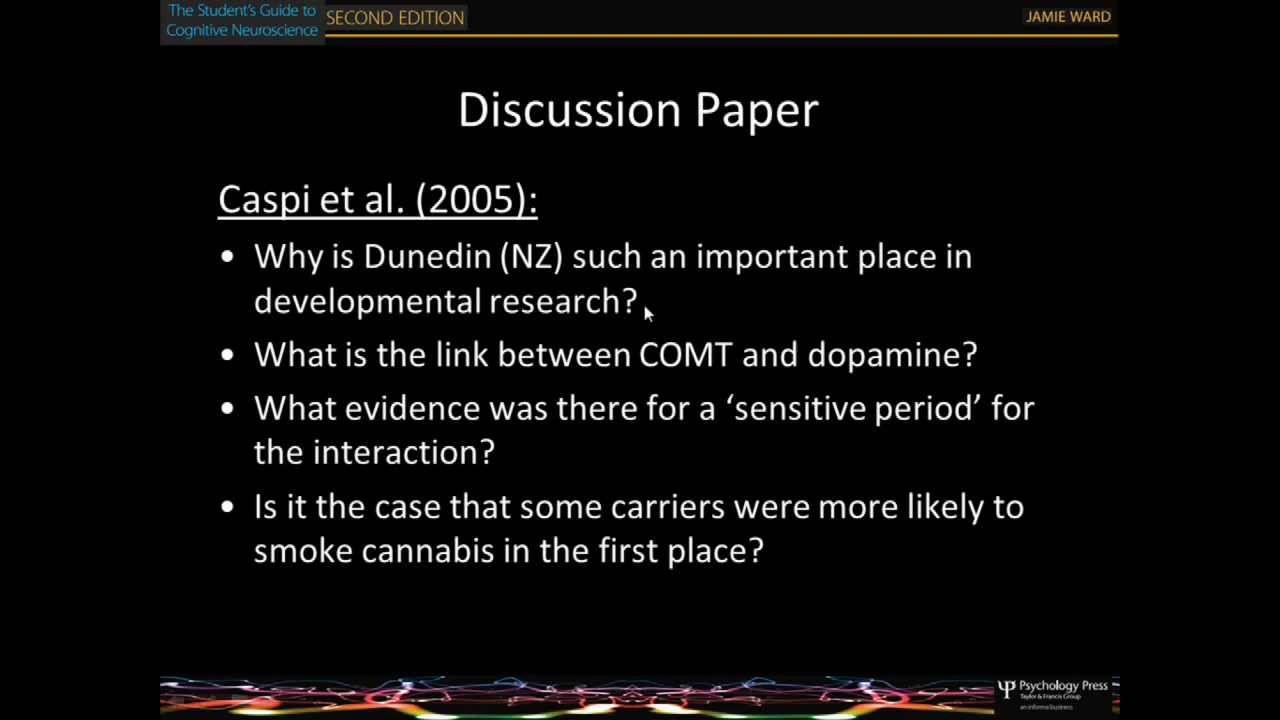 The Student's Guide to
Cognitive Neuroscience
SECOND EDITION
JAMIE WARD
Discussion Paper
Caspi et al. (2005):
• Why is Dunedin (NZ) such an important place in
developmental research?
• What is the link between COMT and dopamine?
• What evidence was there for a ‘sensitive period’ for
the interaction?
• Is it the case that some carriers were more likely to
smoke cannabis in the first place?
Psychology Press
Taylor & Francis Group
an informa business